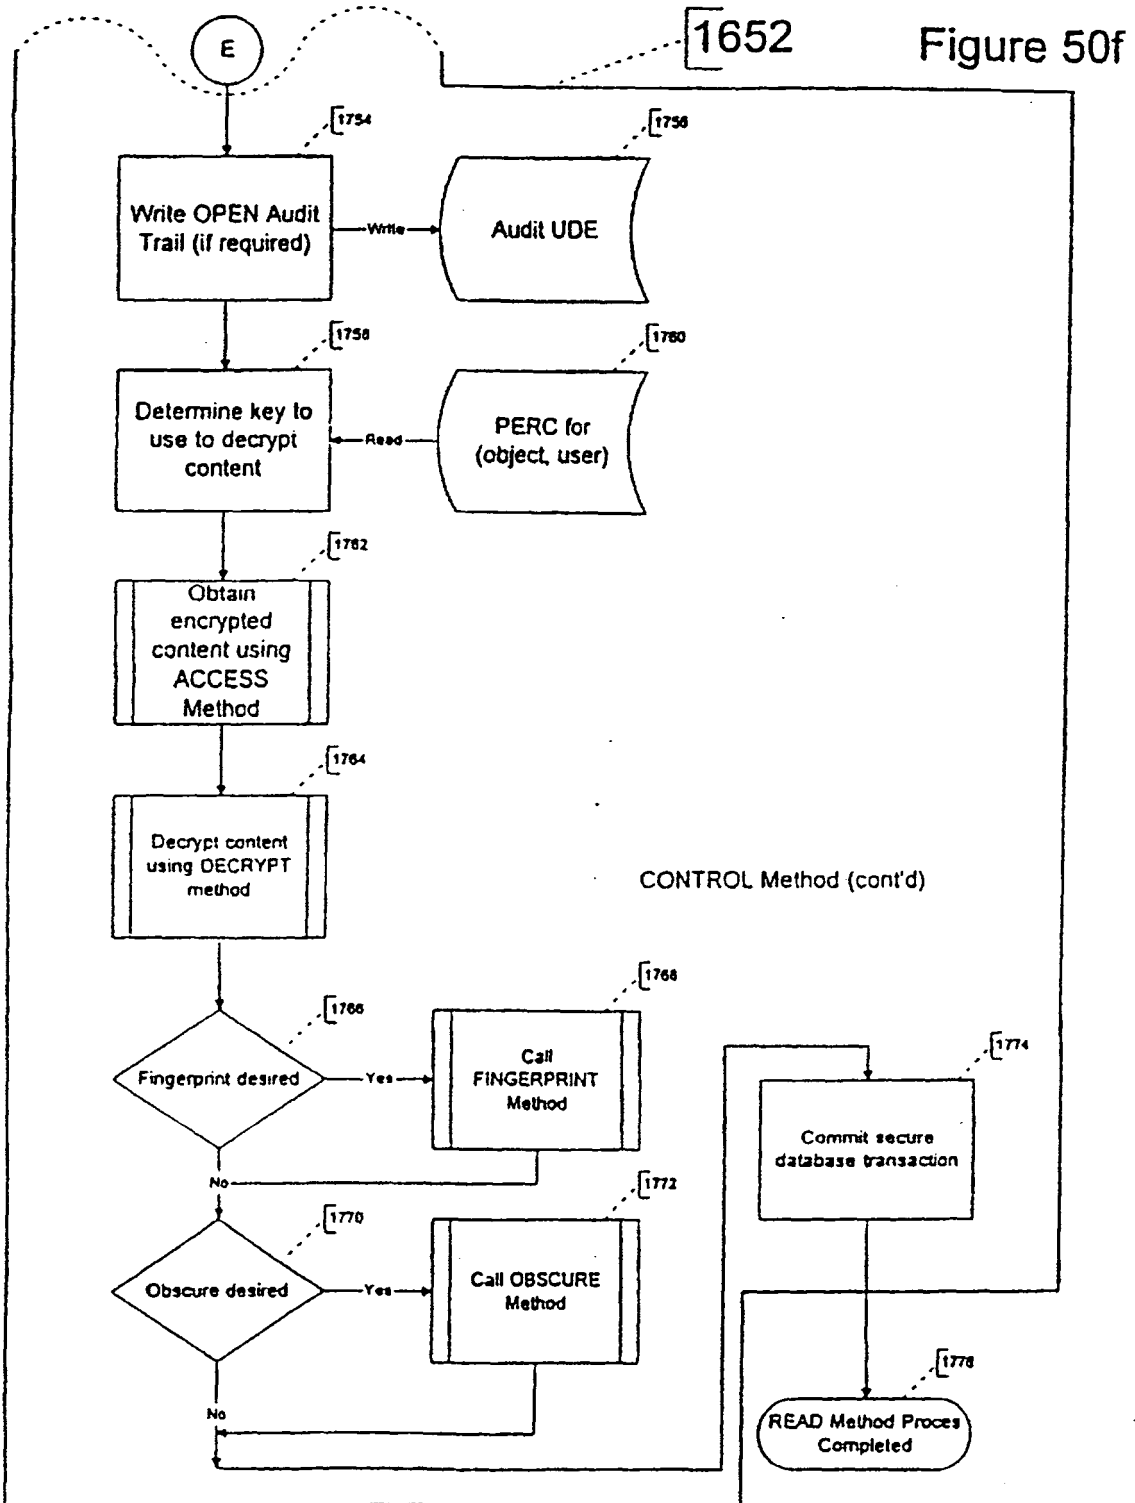 1652
Figure 50f
E
1754
1756
Write OPEN Audit
Trail (if required)
Write
Audit UDE
1758
1760
Determine key to
use to decrypt
content
Read
PERC for
(object, user)
1762
Obtain
encrypted
content using
ACCESS
Method
1764
Decrypt content
using DECRYPT
method
CONTROL Method (cont'd)
1766
1768
Fingerprint desired
Yes
Call
FINGERPRINT
Method
1774
Commit secure
database transaction
No
1770
1772
Obscure desired
Yes
Call OBSCURE
Method
No
1776
READ Method Proces
Completed